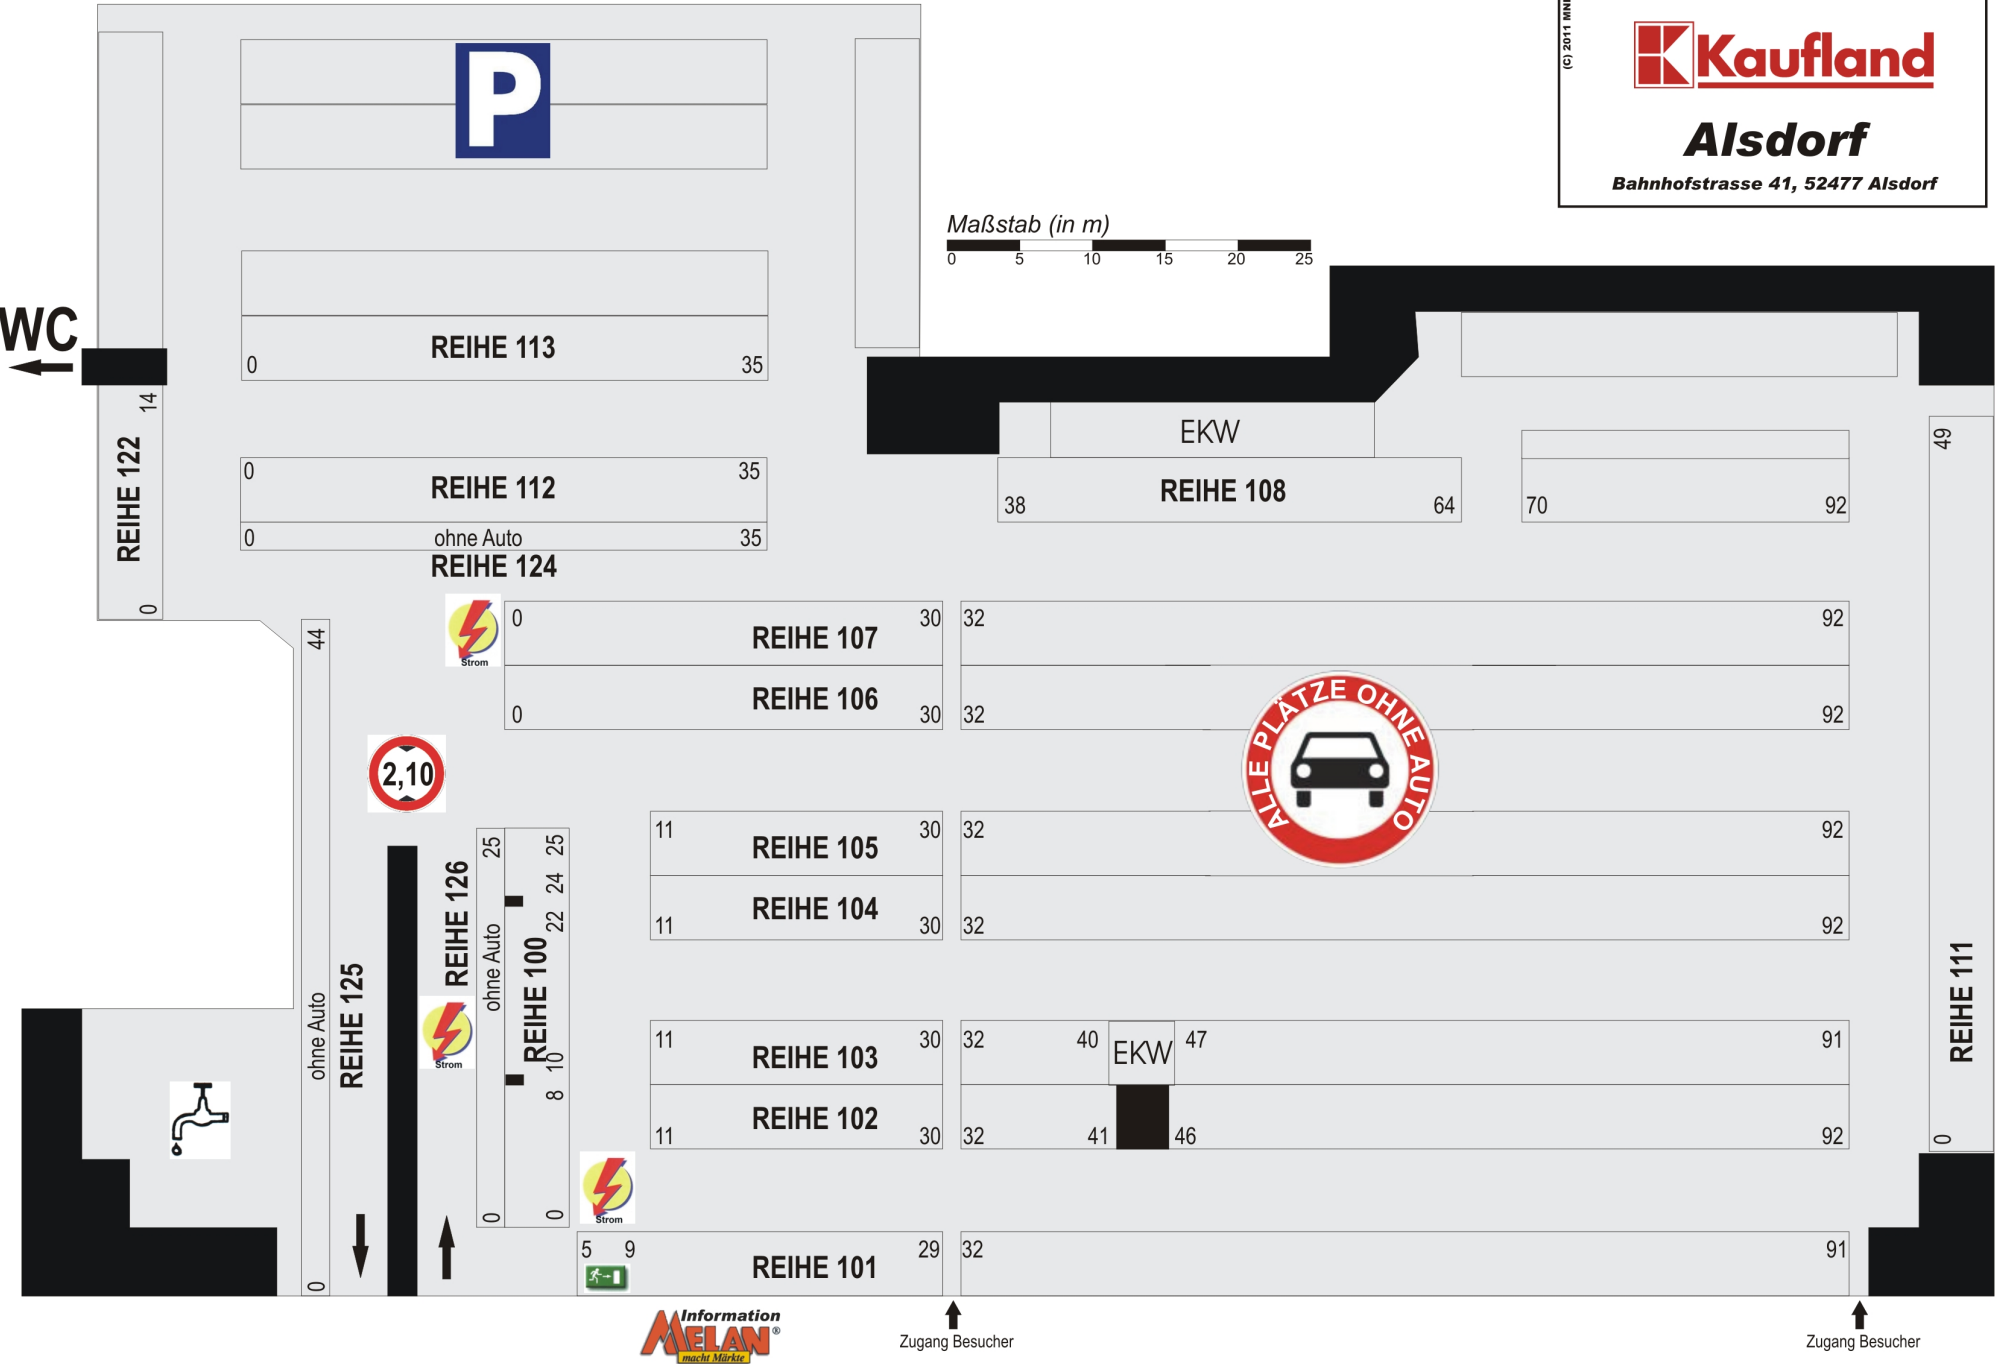 (C) 2011
Kaufland
Alsdorf
Bahnhofstrasse 41, 52477 Alsdorf
P
Maßstab (in m)
0 5 10 15 20 25
WC
REIHE 113
0 35
14
REIHE 122
0
0 35
REIHE 112
0 ohne Auto 35
REIHE 124
EKW
38 REIHE 108 64
70 92
49
REIHE 111
0
44
ohne Auto
REIHE 125
0
Strom
0 30 32 92
REIHE 107
REIHE 106
0 30 32 92
ALLE PLÄTZE OHNE AUTO
2,10
11 30 32 92
REIHE 105
REIHE 104
11 30 32 92
25
REIHE 126
ohne Auto
0
25
24
22
REIHE 100
10
8
0
Strom
11 30 32 40 47 91
REIHE 103
EKW
REIHE 102
11 30 32 41 46 92
Strom
5 9 29 32 91
REIHE 101
Information
MELAN®
macht Märkte
Zugang Besucher
Zugang Besucher